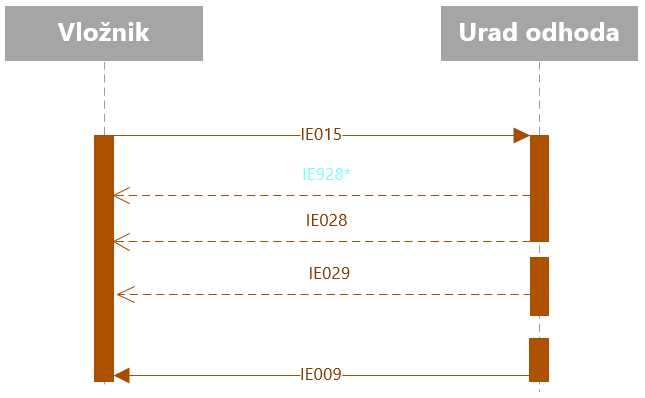 Vložnik
Urad odhoda
IE015
IE928*
IE028
IE029
IE009